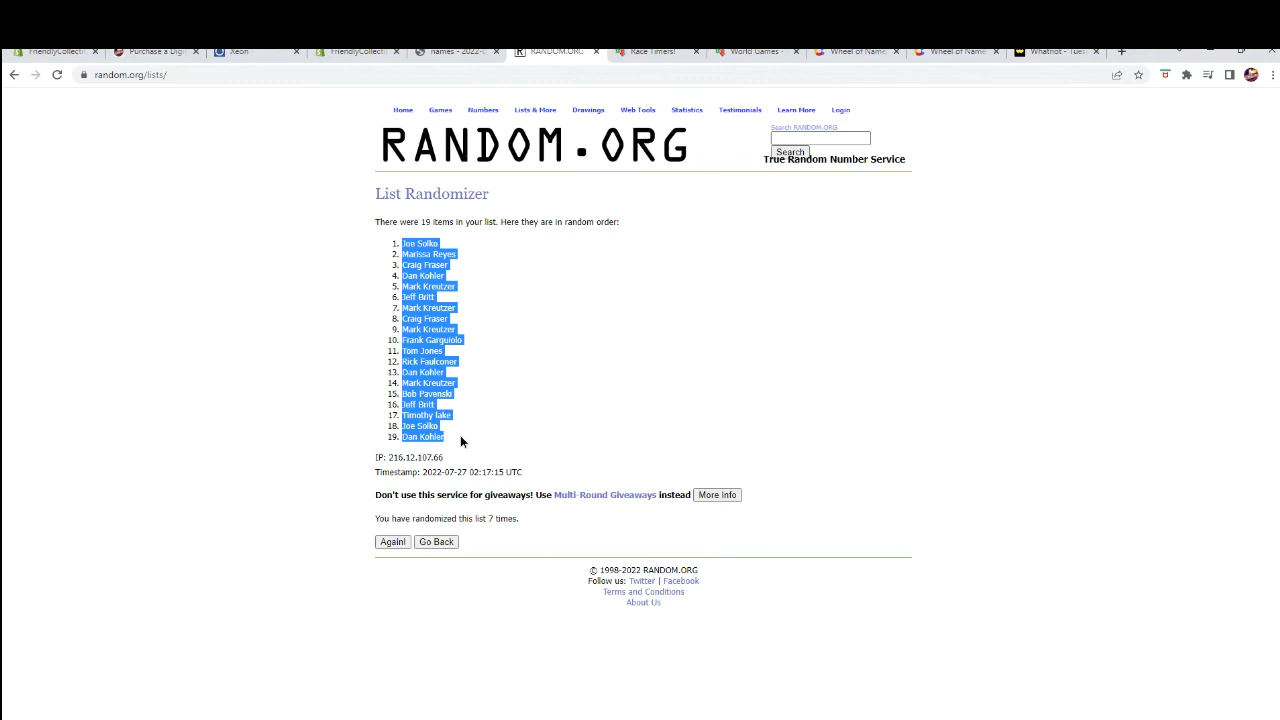 FriendlyCollecti
Purchase a Digi
Xeon
FriendlyCollecti
names - 2022-0
RANDOM.ORG
Race Timers!
World Games -
Wheel of Name
Wheel of Name
Whatnot - Tues
random.org/lists/
Home Games Numbers Lists & More Drawings Web Tools Statistics Testimonials Learn More Login
RANDOM.ORG
Search RANDOM.ORG
Search
True Random Number Service
List Randomizer
There were 19 items in your list. Here they are in random order:
1. Joe Solko
2. Marissa Reyes
3. Craig Fraser
4. Dan Kohler
5. Mark Kreutzer
6. Jeff Britt
7. Mark Kreutzer
8. Craig Fraser
9. Mark Kreutzer
10. Frank Garguiolo
11. Tom Jones
12. Rick Faulconer
13. Dan Kohler
14. Mark Kreutzer
15. Bob Pavenski
16. Jeff Britt
17. Timothy lake
18. Joe Solko
19. Dan Kohler
IP: 216.12.107.66
Timestamp: 2022-07-27 02:17:15 UTC
Don't use this service for giveaways! Use Multi-Round Giveaways instead More Info
You have randomized this list 7 times.
Again! Go Back
© 1998-2022 RANDOM.ORG
Follow us: Twitter | Facebook
Terms and Conditions
About Us